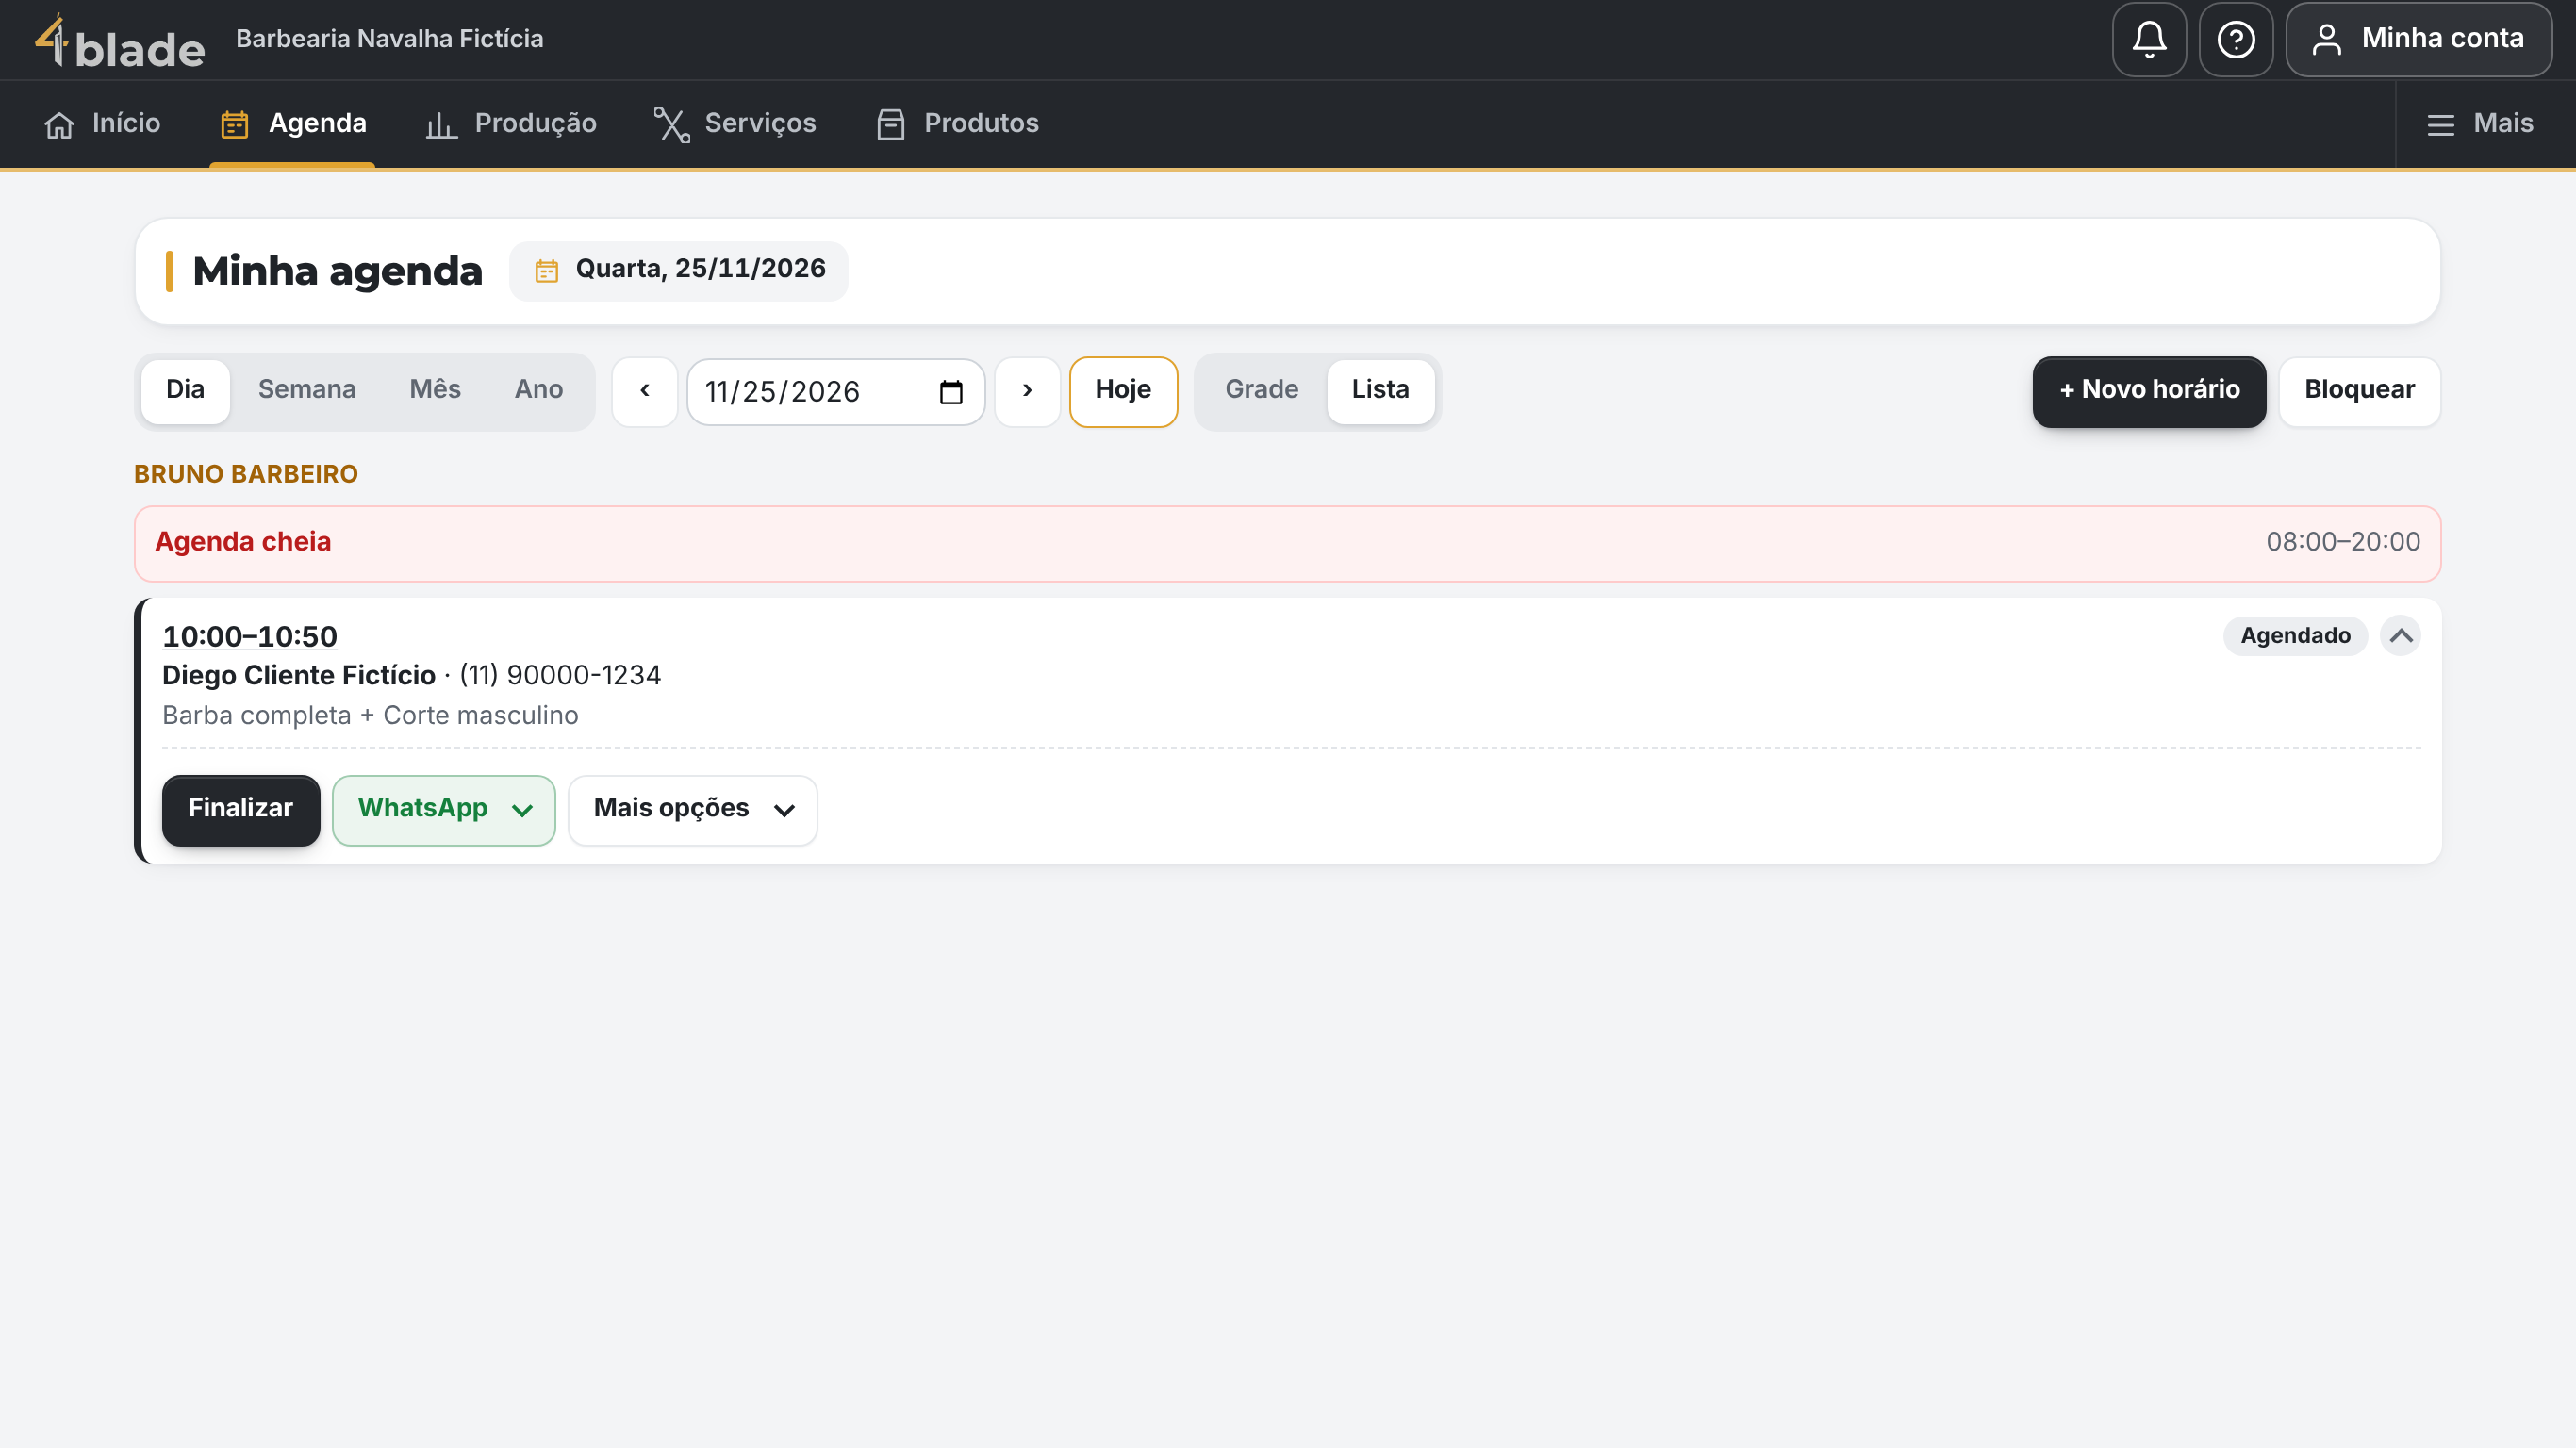 4blade
Barbearia Navalha Fictícia
Minha conta
Início
Agenda
Produção
Serviços
Produtos
Mais
Minha agenda
Quarta, 25/11/2026
Dia
Semana
Mês
Ano
‹
11/25/2026
›
Hoje
Grade
Lista
+ Novo horário
Bloquear
BRUNO BARBEIRO
Agenda cheia
08:00–20:00
10:00–10:50
Agendado
Diego Cliente Fictício · (11) 90000-1234
Barba completa + Corte masculino
Finalizar
WhatsApp
Mais opções